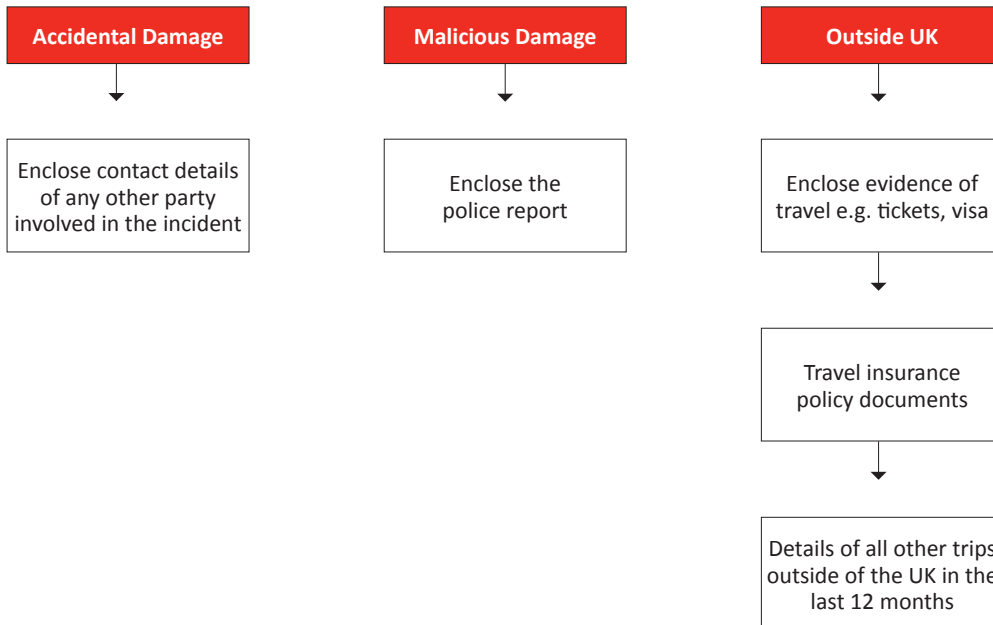 Accidental Damage
Malicious Damage
Outside UK
Enclose contact details
of any other party
involved in the incident
Enclose the
police report
Enclose evidence of
travel e.g. tickets, visa
Travel insurance
policy documents
Details of all other trips
outside of the UK in the
last 12 months